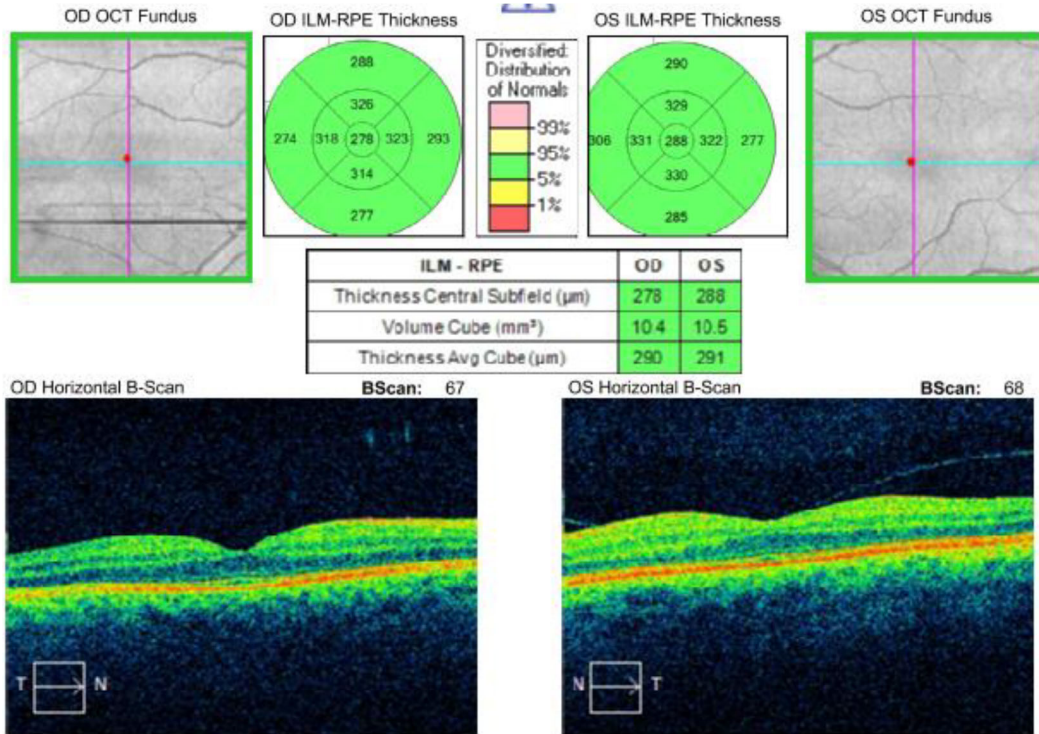 OD OCT Fundus
OD ILM-RPE Thickness
OS ILM-RPE Thickness
OS OCT Fundus
288
326
274 318 278 323 293
314
277
Diversified:
Distribution
of Normals
99%
95%
5%
1%
290
329
306 331 288 322 277
330
285
ILM - RPE OD OS
Thickness Central Subfield (μm) 278 288
Volume Cube (mm³) 10.4 10.5
Thickness Avg Cube (μm) 290 291
OD Horizontal B-Scan BScan: 67
OS Horizontal B-Scan BScan: 68
T N
N T